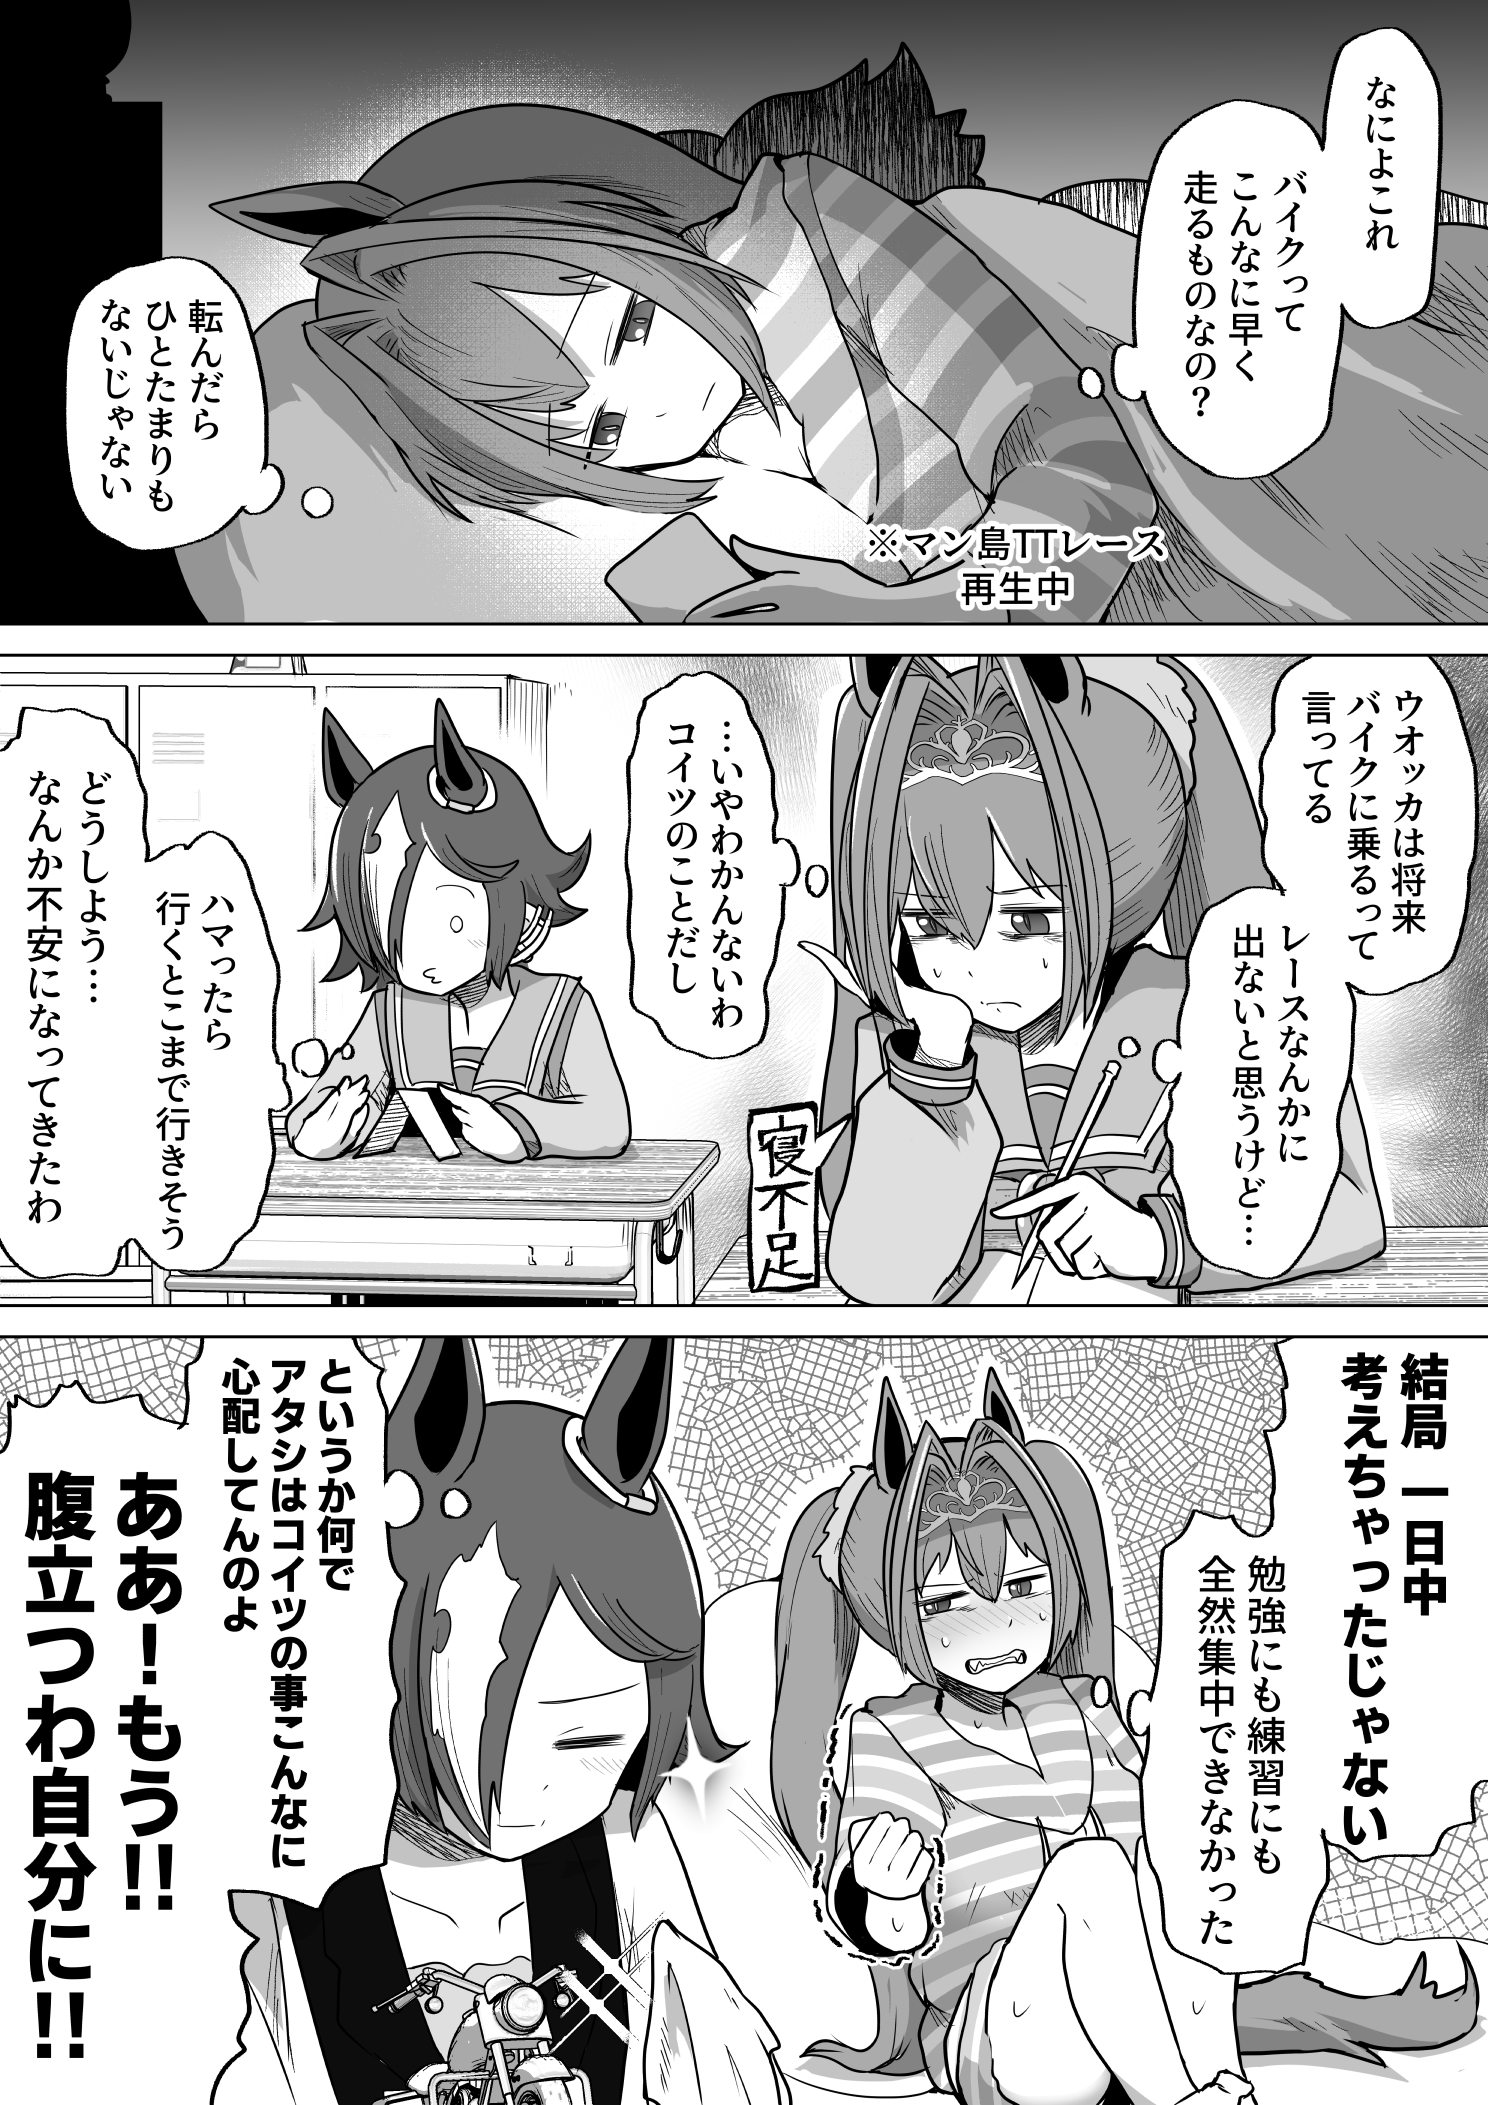 なによこれ
バイクって
こんなに早く
走るものなの？
転んだら
ひとたまりも
ないじゃない
※マン島TTレース
再生中
ウオッカは将来
バイクに乗るって
言ってる
レースなんかに
出ないと思うけど…
寝不足
…いやわかんないわ
コイツのことだし
ハマったら
行くとこまで行きそう
どうしよう…
なんか不安になってきたわ
結局 一日中
考えちゃったじゃない
勉強にも練習にも
全然集中できなかった
というか何で
アタシはコイツの事こんなに
心配してんのよ
ああ！もう!!
腹立つわ自分に!!